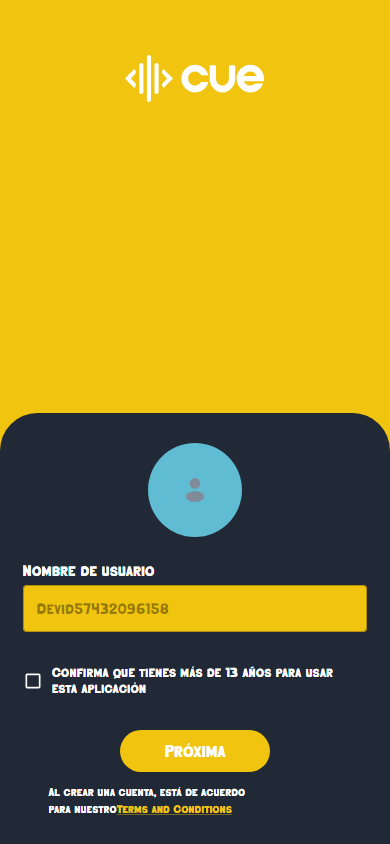 cue
Nombre de usuario
Devid57432096158
Confirma que tienes más de 13 años para usar
esta aplicación
Próxima
Al crear una cuenta, está de acuerdo
para nuestroTerms and Conditions